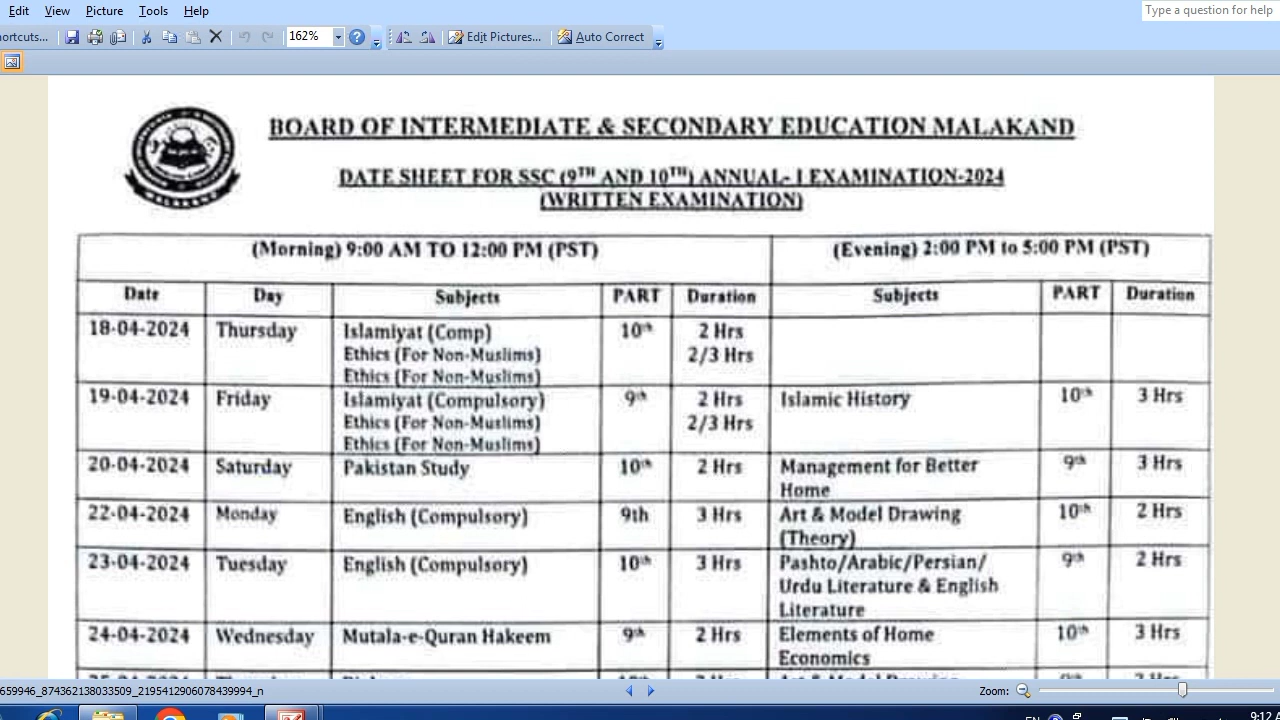 Edit View Picture Tools Help Type a question for help
ortcuts... 162% Edit Pictures... Auto Correct
MALAKAND
BOARD OF INTERMEDIATE & SECONDARY EDUCATION MALAKAND
DATE SHEET FOR SSC (9TH AND 10TH) ANNUAL- I EXAMINATION-2024
(WRITTEN EXAMINATION)
(Morning) 9:00 AM TO 12:00 PM (PST) (Evening) 2:00 PM to 5:00 PM (PST)
Date Day Subjects PART Duration Subjects PART Duration
18-04-2024 Thursday Islamiyat (Comp) 10th 2 Hrs
Ethics (For Non-Muslims) 2/3 Hrs
Ethics (For Non-Muslims)
19-04-2024 Friday Islamiyat (Compulsory) 9th 2 Hrs Islamic History 10th 3 Hrs
Ethics (For Non-Muslims) 2/3 Hrs
Ethics (For Non-Muslims)
20-04-2024 Saturday Pakistan Study 10th 2 Hrs Management for Better 9th 3 Hrs
Home
22-04-2024 Monday English (Compulsory) 9th 3 Hrs Art & Model Drawing 10th 2 Hrs
(Theory)
23-04-2024 Tuesday English (Compulsory) 10th 3 Hrs Pashto/Arabic/Persian/ 9th 2 Hrs
Urdu Literature & English
Literature
24-04-2024 Wednesday Mutala-e-Quran Hakeem 9th 2 Hrs Elements of Home 10th 3 Hrs
Economics
659946_874362138033509_2195412906078439994_n Zoom:
EN 9:12